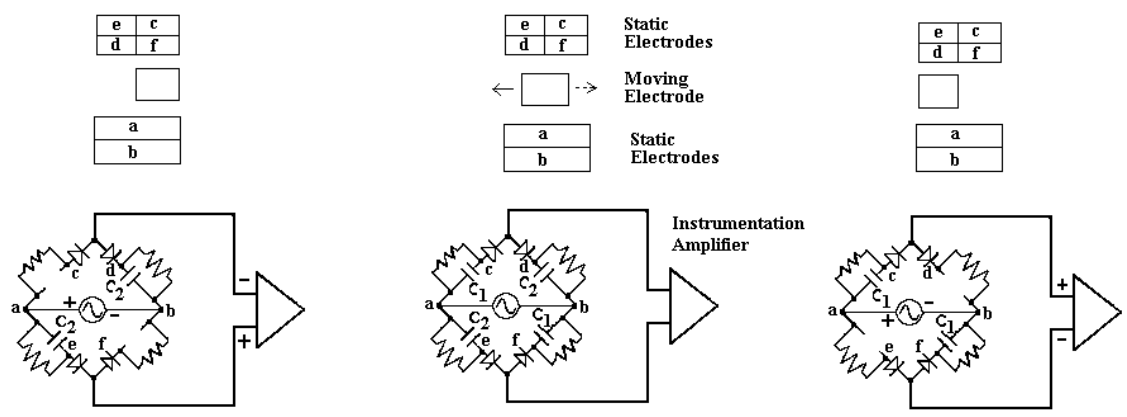 e c
d f
a
b
c d
C2
a + - b
C2
e f
-
+
e c
d f
Static
Electrodes
Moving
Electrode
a
b
Static
Electrodes
Instrumentation
Amplifier
c d
C1 C2
a b
C2 C1
e f
e c
d f
a
b
c d
C1
a + - b
C1
e f
+
-